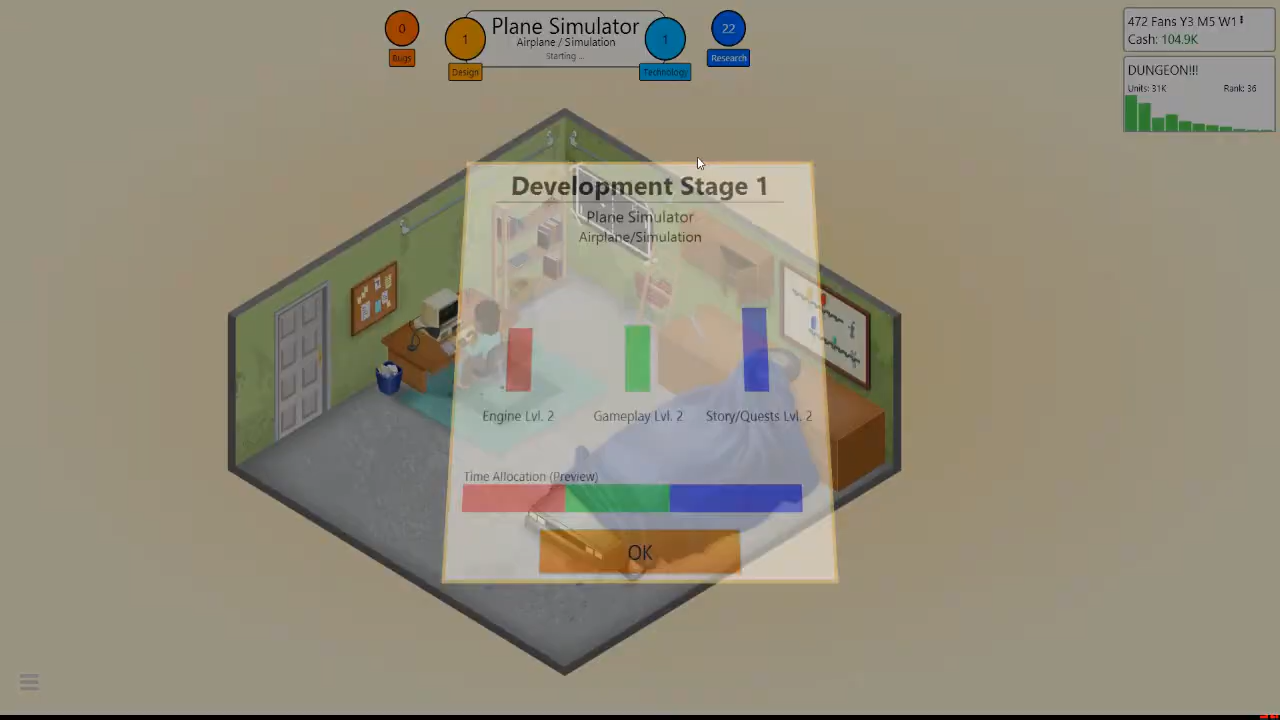 0
Bugs
1
Design
Plane Simulator
Airplane / Simulation
Starting ...
1
Technology
22
Research
472 Fans Y3 M5 W1
Cash: 104.9K
DUNGEON!!!
Units: 31K Rank: 36
Development Stage 1
Plane Simulator
Airplane/Simulation
Engine Lvl. 2 Gameplay Lvl. 2 Story/Quests Lvl. 2
Time Allocation (Preview)
OK